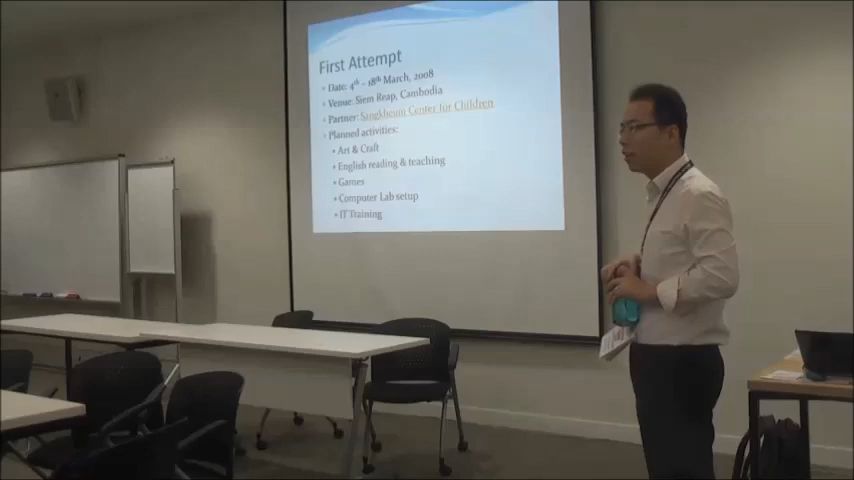 First Attempt
• Date: 4th – 18th March, 2008
• Venue: Siem Reap, Cambodia
• Partner: Sangkheum Center for Children
• Planned activities:
• Art & Craft
• English reading & teaching
• Games
• Computer Lab setup
• IT Training